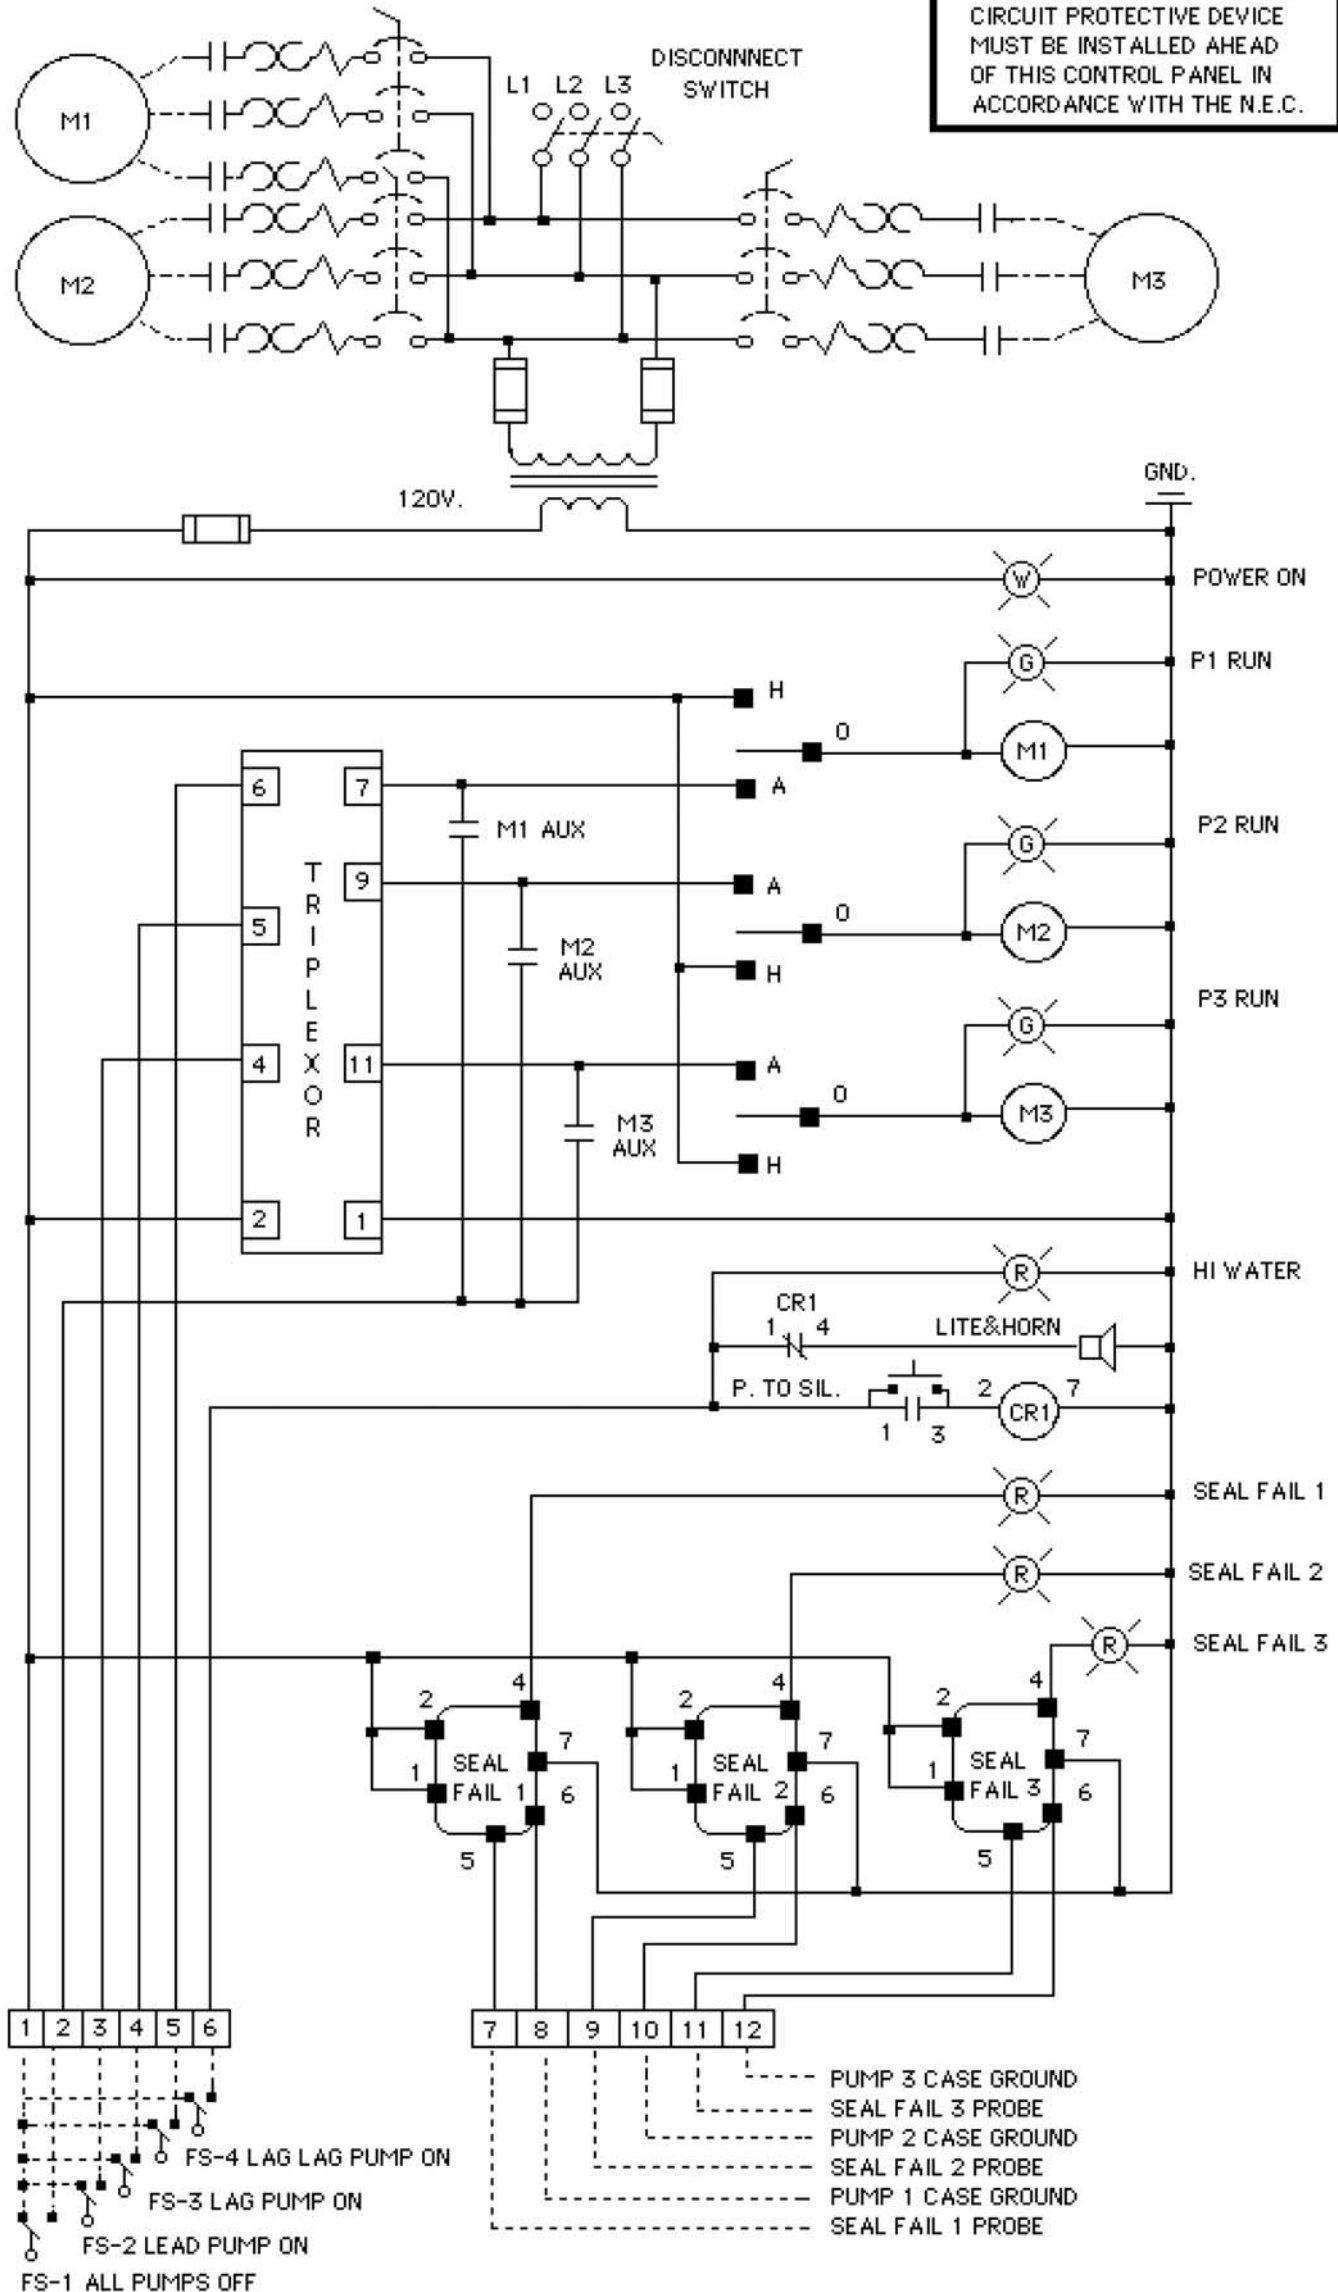 CIRCUIT PROTECTIVE DEVICE
MUST BE INSTALLED AHEAD
OF THIS CONTROL PANEL IN
ACCORDANCE WITH THE N.E.C.
DISCONNNECT
SWITCH
L1 L2 L3
M1
M2
M3
120V.
GND.
W
POWER ON
G
P1 RUN
H
O
M1
A
6
7
M1 AUX
P2 RUN
G
9
A
O
M2
5
M2
AUX
H
P3 RUN
G
TRIPLEXOR
4
11
A
O
M3
M3
AUX
H
2
1
R
HI WATER
CR1
1 4
LITE&HORN
P. TO SIL.
2
7
CR1
1
3
R
SEAL FAIL 1
R
SEAL FAIL 2
R
SEAL FAIL 3
2
4
SEAL
FAIL 1
7
1
6
5
2
4
SEAL
FAIL 2
7
1
6
5
2
4
SEAL
FAIL 3
7
1
6
5
1 2 3 4 5 6
7 8 9 10 11 12
PUMP 3 CASE GROUND
SEAL FAIL 3 PROBE
PUMP 2 CASE GROUND
SEAL FAIL 2 PROBE
PUMP 1 CASE GROUND
SEAL FAIL 1 PROBE
FS-4 LAG LAG PUMP ON
FS-3 LAG PUMP ON
FS-2 LEAD PUMP ON
FS-1 ALL PUMPS OFF